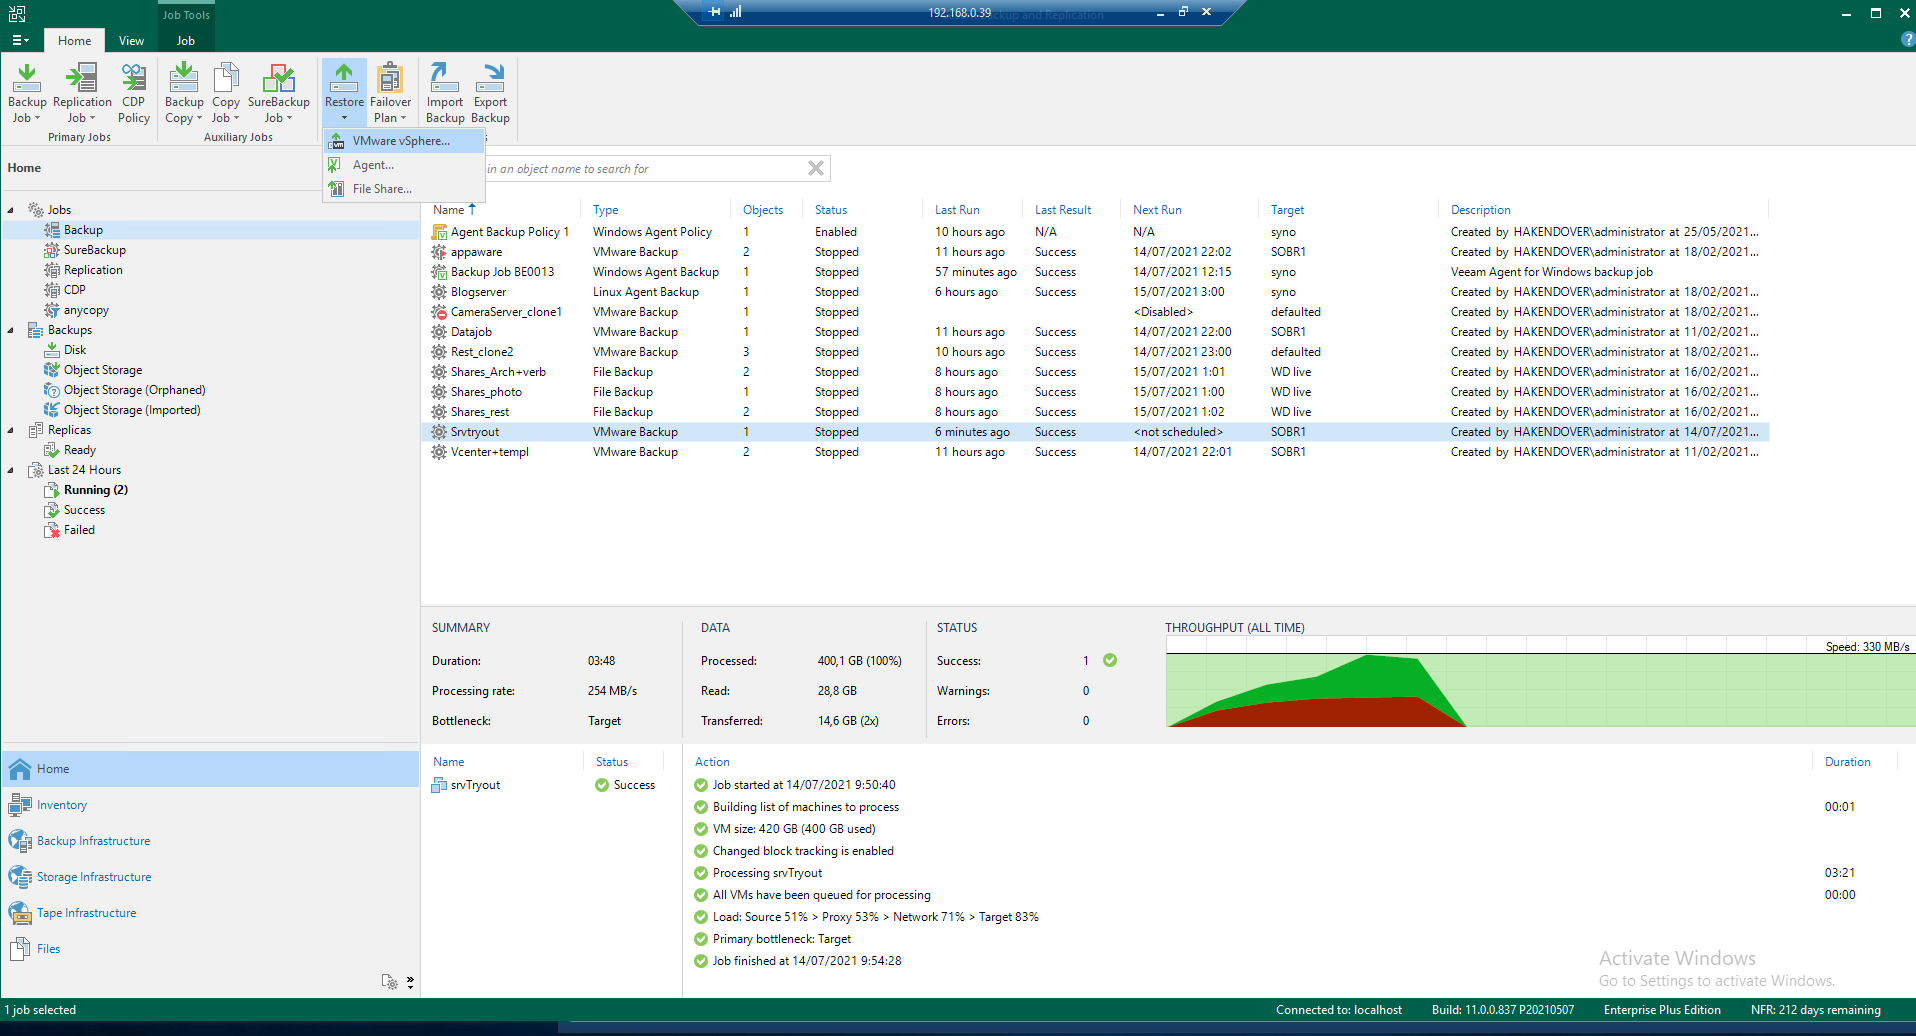 Job Tools
192.168.0.39
ackup and Replication
Home
View
Job
Backup Job
Replication Job
CDP Policy
Backup Copy
Copy Job
SureBackup Job
Restore
Failover Plan
Import Backup
Export Backup
Primary Jobs
Auxiliary Jobs
s
VMware vSphere...
Agent...
File Share...
Home
in an object name to search for
Jobs
Backup
SureBackup
Replication
CDP
anycopy
Backups
Disk
Object Storage
Object Storage (Orphaned)
Object Storage (Imported)
Replicas
Ready
Last 24 Hours
Running (2)
Success
Failed
Name Type Objects Status Last Run Last Result Next Run Target Description
Agent Backup Policy 1 Windows Agent Policy 1 Enabled 10 hours ago N/A N/A syno Created by HAKENDOVER\administrator at 25/05/2021...
appaware VMware Backup 2 Stopped 11 hours ago Success 14/07/2021 22:02 SOBR1 Created by HAKENDOVER\administrator at 18/02/2021...
Backup Job BE0013 Windows Agent Backup 1 Stopped 57 minutes ago Success 14/07/2021 12:15 syno Veeam Agent for Windows backup job
Blogserver Linux Agent Backup 1 Stopped 6 hours ago Success 15/07/2021 3:00 syno Created by HAKENDOVER\administrator at 18/02/2021...
CameraServer_clone1 VMware Backup 1 Stopped <Disabled> defaulted Created by HAKENDOVER\administrator at 18/02/2021...
Datajob VMware Backup 1 Stopped 11 hours ago Success 14/07/2021 22:00 SOBR1 Created by HAKENDOVER\administrator at 11/02/2021...
Rest_clone2 VMware Backup 3 Stopped 10 hours ago Success 14/07/2021 23:00 defaulted Created by HAKENDOVER\administrator at 18/02/2021...
Shares_Arch+verb File Backup 2 Stopped 8 hours ago Success 15/07/2021 1:01 WD live Created by HAKENDOVER\administrator at 16/02/2021...
Shares_photo File Backup 1 Stopped 8 hours ago Success 15/07/2021 1:00 WD live Created by HAKENDOVER\administrator at 16/02/2021...
Shares_rest File Backup 2 Stopped 8 hours ago Success 15/07/2021 1:02 WD live Created by HAKENDOVER\administrator at 16/02/2021...
Srvtryout VMware Backup 1 Stopped 6 minutes ago Success <not scheduled> SOBR1 Created by HAKENDOVER\administrator at 14/07/2021...
Vcenter+templ VMware Backup 2 Stopped 11 hours ago Success 14/07/2021 22:01 SOBR1 Created by HAKENDOVER\administrator at 11/02/2021...
SUMMARY
Duration: 03:48
Processing rate: 254 MB/s
Bottleneck: Target
DATA
Processed: 400,1 GB (100%)
Read: 28,8 GB
Transferred: 14,6 GB (2x)
STATUS
Success: 1
Warnings: 0
Errors: 0
THROUGHPUT (ALL TIME)
Speed: 330 MB/s
Name Status
srvTryout Success
Action Duration
Job started at 14/07/2021 9:50:40
Building list of machines to process 00:01
VM size: 420 GB (400 GB used)
Changed block tracking is enabled
Processing srvTryout 03:21
All VMs have been queued for processing 00:00
Load: Source 51% > Proxy 53% > Network 71% > Target 83%
Primary bottleneck: Target
Job finished at 14/07/2021 9:54:28
Home
Inventory
Backup Infrastructure
Storage Infrastructure
Tape Infrastructure
Files
Activate Windows
Go to Settings to activate Windows.
1 job selected
Connected to: localhost
Build: 11.0.0.837 P20210507
Enterprise Plus Edition
NFR: 212 days remaining